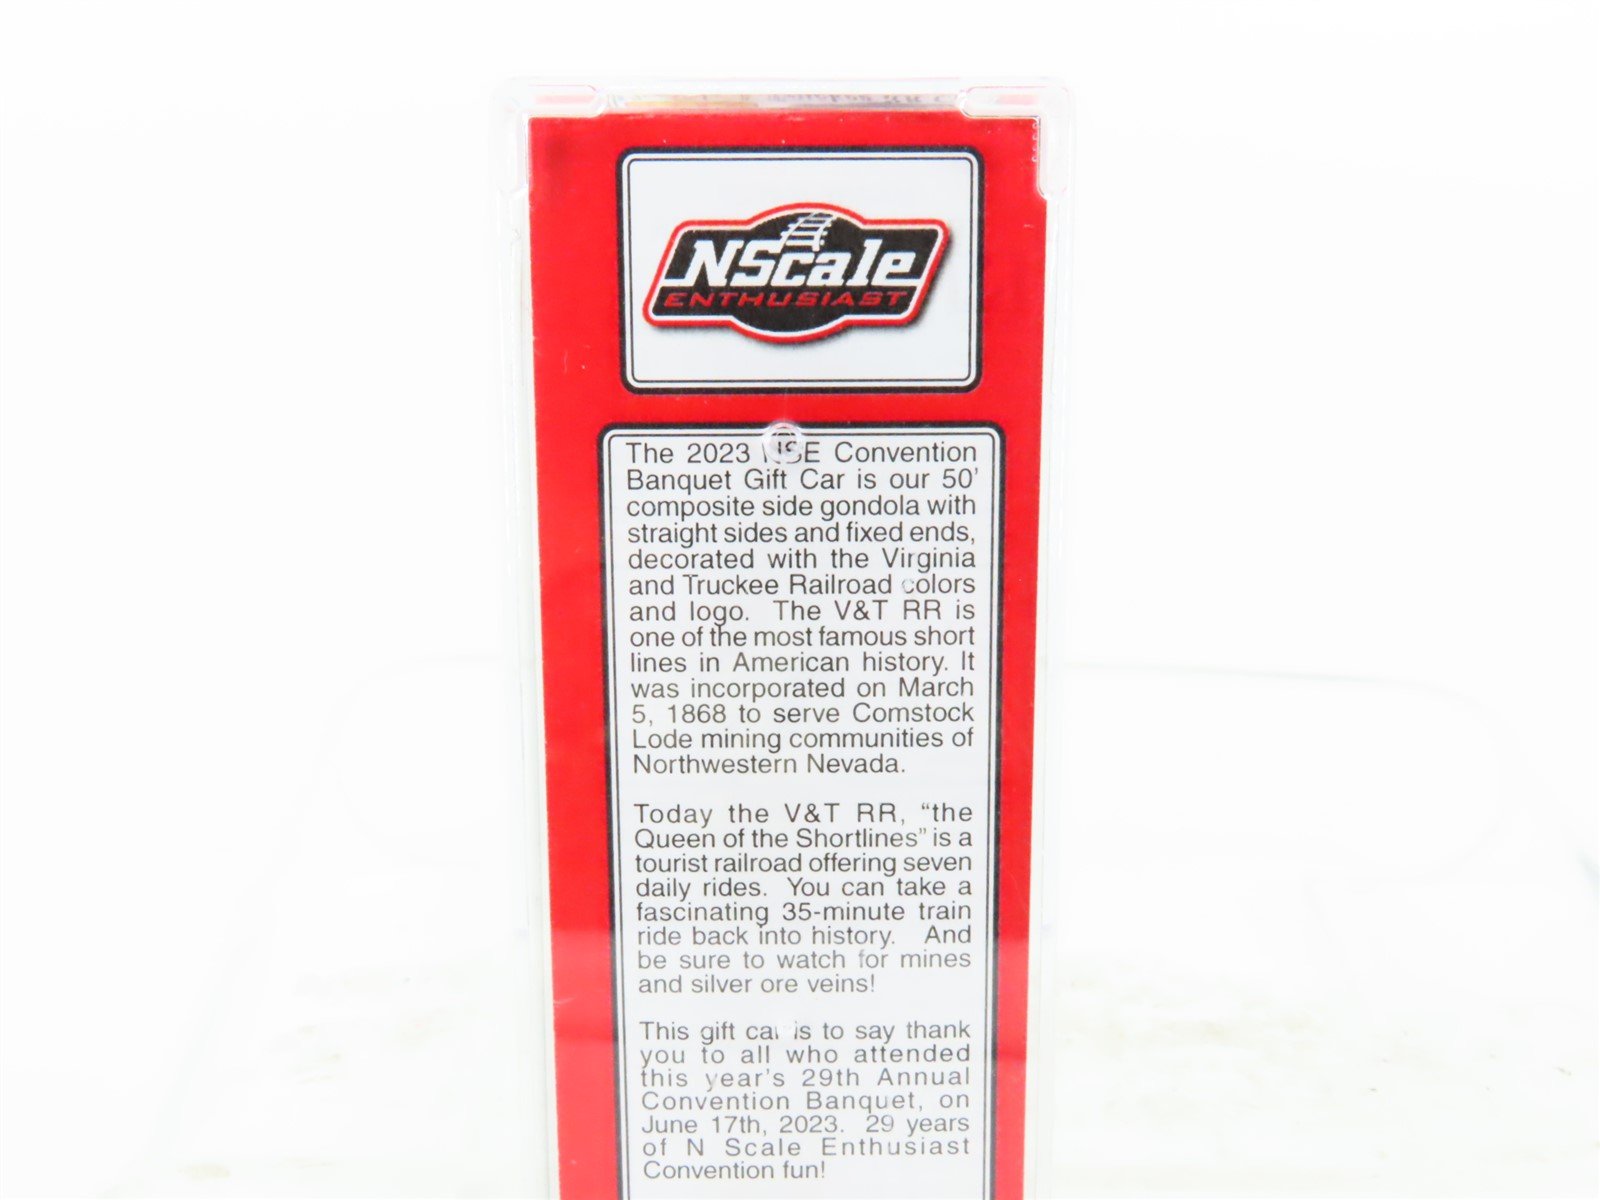 NScale
ENTHUSIAST
The 2023 NSE Convention
Banquet Gift Car is our 50'
composite side gondola with
straight sides and fixed ends,
decorated with the Virginia
and Truckee Railroad colors
and logo. The V&T RR is
one of the most famous short
lines in American history. It
was incorporated on March
5, 1868 to serve Comstock
Lode mining communities of
Northwestern Nevada.
Today the V&T RR, “the
Queen of the Shortlines” is a
tourist railroad offering seven
daily rides. You can take a
fascinating 35-minute train
ride back into history. And
be sure to watch for mines
and silver ore veins!
This gift car is to say thank
you to all who attended
this year's 29th Annual
Convention Banquet, on
June 17th, 2023. 29 years
of N Scale Enthusiast
Convention fun!